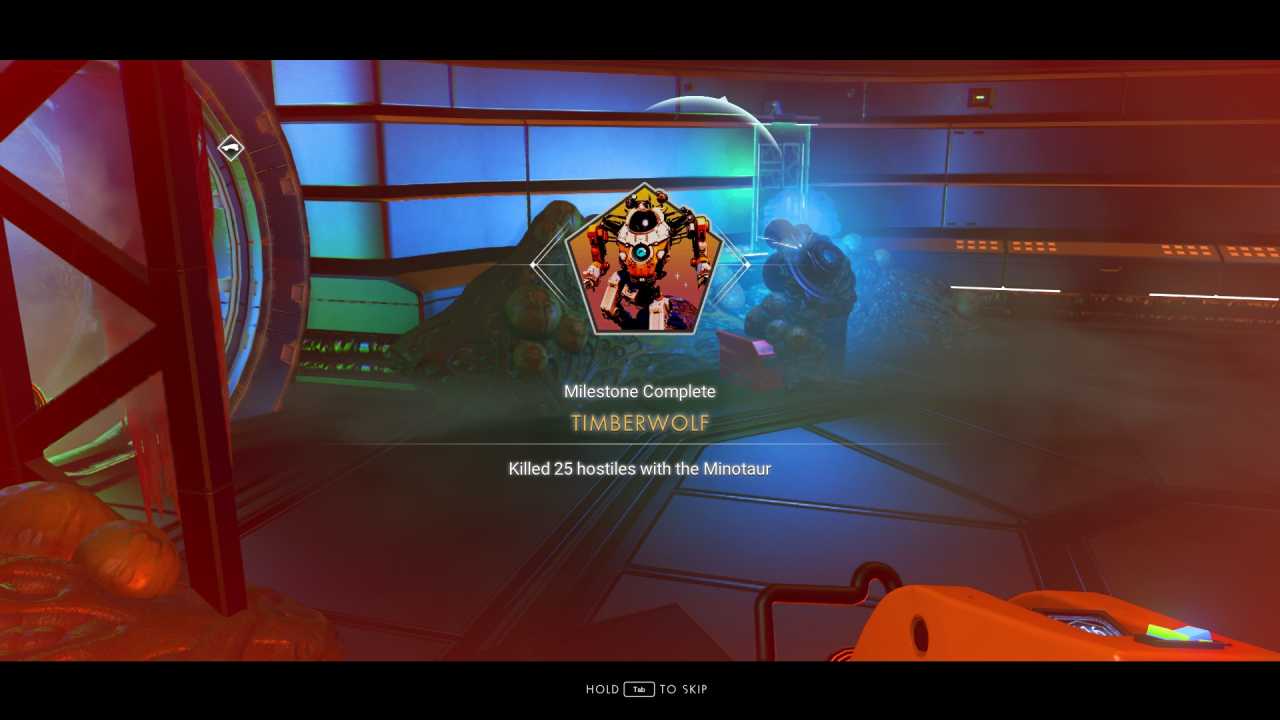 Milestone Complete
TIMBERWOLF
Killed 25 hostiles with the Minotaur
HOLD Tab TO SKIP